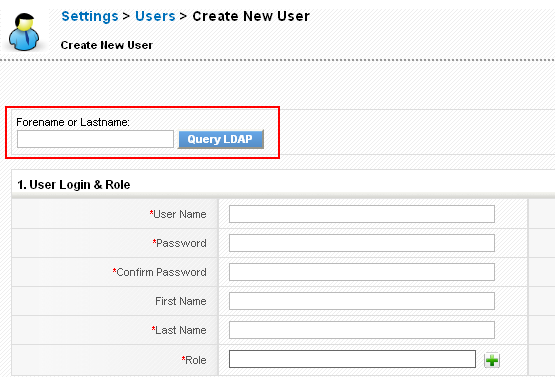 Settings > Users > Create New User
Create New User
Forename or Lastname:
Query LDAP
1. User Login & Role
*User Name
*Password
*Confirm Password
First Name
*Last Name
*Role